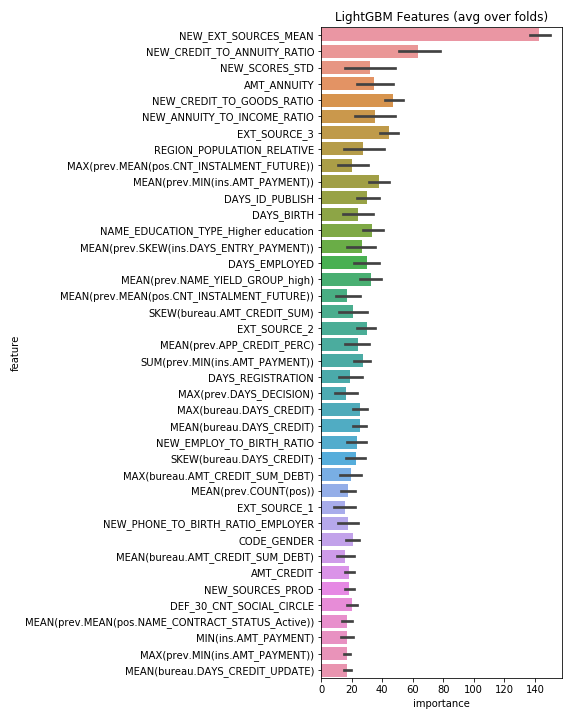 LightGBM Features (avg over folds)
feature
NEW_EXT_SOURCES_MEAN
NEW_CREDIT_TO_ANNUITY_RATIO
NEW_SCORES_STD
AMT_ANNUITY
NEW_CREDIT_TO_GOODS_RATIO
NEW_ANNUITY_TO_INCOME_RATIO
EXT_SOURCE_3
REGION_POPULATION_RELATIVE
MAX(prev.MEAN(pos.CNT_INSTALMENT_FUTURE))
MEAN(prev.MIN(ins.AMT_PAYMENT))
DAYS_ID_PUBLISH
DAYS_BIRTH
NAME_EDUCATION_TYPE_Higher education
MEAN(prev.SKEW(ins.DAYS_ENTRY_PAYMENT))
DAYS_EMPLOYED
MEAN(prev.NAME_YIELD_GROUP_high)
MEAN(prev.MEAN(pos.CNT_INSTALMENT_FUTURE))
SKEW(bureau.AMT_CREDIT_SUM)
EXT_SOURCE_2
MEAN(prev.APP_CREDIT_PERC)
SUM(prev.MIN(ins.AMT_PAYMENT))
DAYS_REGISTRATION
MAX(prev.DAYS_DECISION)
MAX(bureau.DAYS_CREDIT)
MEAN(bureau.DAYS_CREDIT)
NEW_EMPLOY_TO_BIRTH_RATIO
SKEW(bureau.DAYS_CREDIT)
MAX(bureau.AMT_CREDIT_SUM_DEBT)
MEAN(prev.COUNT(pos))
EXT_SOURCE_1
NEW_PHONE_TO_BIRTH_RATIO_EMPLOYER
CODE_GENDER
MEAN(bureau.AMT_CREDIT_SUM_DEBT)
AMT_CREDIT
NEW_SOURCES_PROD
DEF_30_CNT_SOCIAL_CIRCLE
MEAN(prev.MEAN(pos.NAME_CONTRACT_STATUS_Active))
MIN(ins.AMT_PAYMENT)
MAX(prev.MIN(ins.AMT_PAYMENT))
MEAN(bureau.DAYS_CREDIT_UPDATE)
0 20 40 60 80 100 120 140
importance